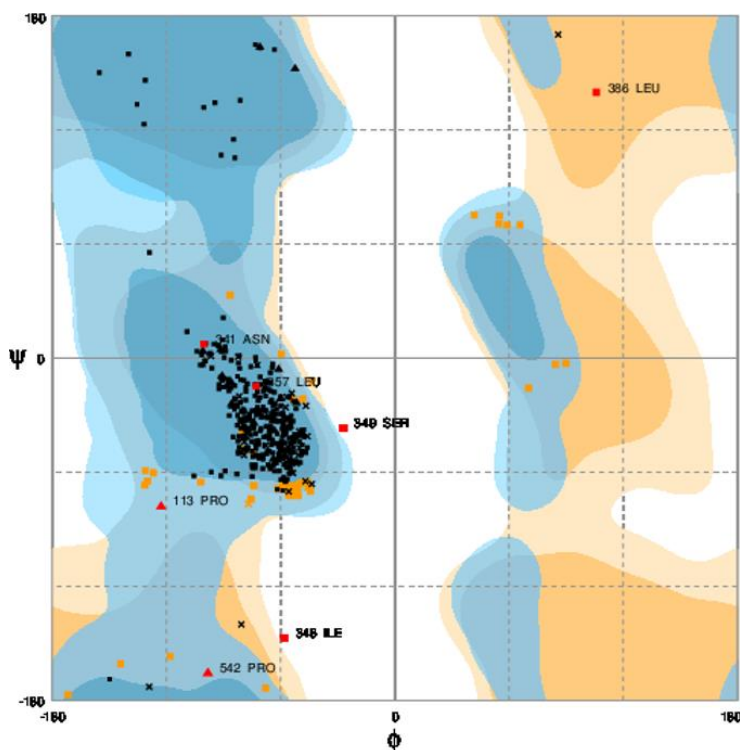 180
386 LEU
341 ASN
Ψ
0
357 LEU
349 SER
113 PRO
348 ILE
542 PRO
-180
-180
0
180
ϕ